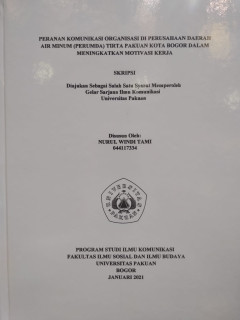 PERANAN KOMUNIKASI ORGANISASI DI PERUSAHAAN DAERAH
AIR MINUM (PERUMDA) TIRTA PAKUAN KOTA BOGOR DALAM
MENINGKATKAN MOTIVASI KERJA
SKRIPSI
Diajukan Sebagai Salah Satu Syarat Memperoleh
Gelar Sarjana Ilmu Komunikasi
Universitas Pakuan
Disusun Oleh:
NURUL WINDI TAMI
044117334
PROGRAM STUDI ILMU KOMUNIKASI
FAKULTAS ILMU SOSIAL DAN ILMU BUDAYA
UNIVERSITAS PAKUAN
BOGOR
JANUARI 2021